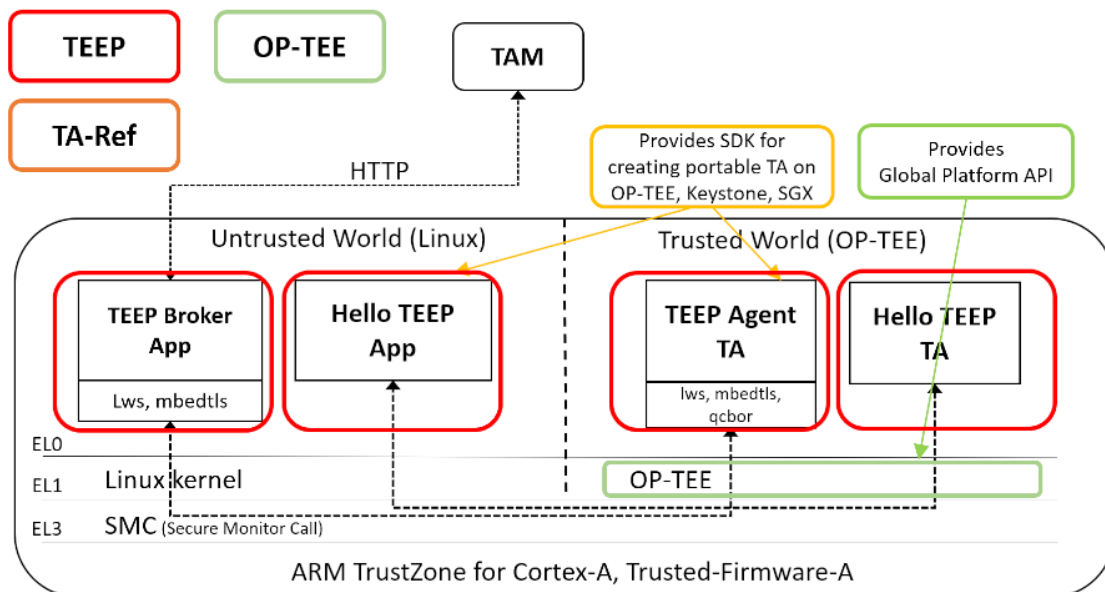 TEEP
OP-TEE
TAM
TA-Ref
HTTP
Provides SDK for
creating portable TA on
OP-TEE, Keystone, SGX
Provides
Global Platform API
Untrusted World (Linux)
Trusted World (OP-TEE)
TEEP Broker
App
Lws, mbedtls
Hello TEEP
App
TEEP Agent
TA
lws, mbedtls,
qcbor
Hello TEEP
TA
EL0
EL1
Linux kernel
OP-TEE
EL3
SMC (Secure Monitor Call)
ARM TrustZone for Cortex-A, Trusted-Firmware-A